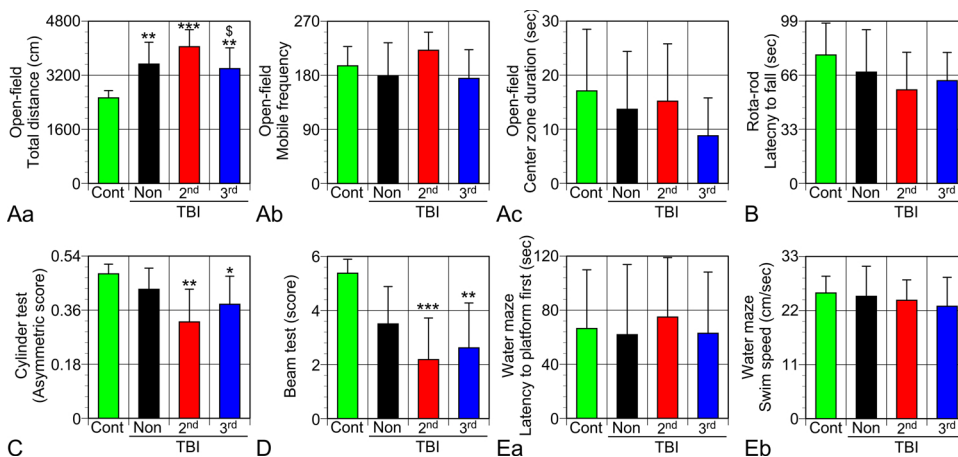 Open-field
Total distance (cm)
4800
3200
1600
0
**
***
$
**
Cont Non 2nd 3rd
TBI
Aa
Open-field
Mobile frequency
270
180
90
0
Cont Non 2nd 3rd
TBI
Ab
Open-field
Center zone duration (sec)
30
20
10
0
Cont Non 2nd 3rd
TBI
Ac
Rota-rod
Latecny to fall (sec)
99
66
33
0
Cont Non 2nd 3rd
TBI
B
Cylinder test
(Asymmetric score)
0.54
0.36
0.18
0
**
*
Cont Non 2nd 3rd
TBI
C
Beam test (score)
6
4
2
0
***
**
Cont Non 2nd 3rd
TBI
D
Water maze
Latency to platform first (sec)
120
80
40
0
Cont Non 2nd 3rd
TBI
Ea
Water maze
Swim speed (cm/sec)
33
22
11
0
Cont Non 2nd 3rd
TBI
Eb